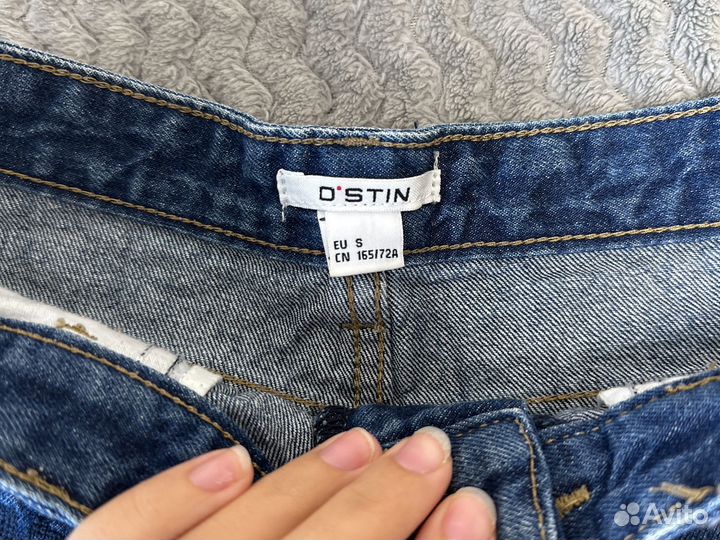 O'STIN
EU S
CN 165/72A
Avito